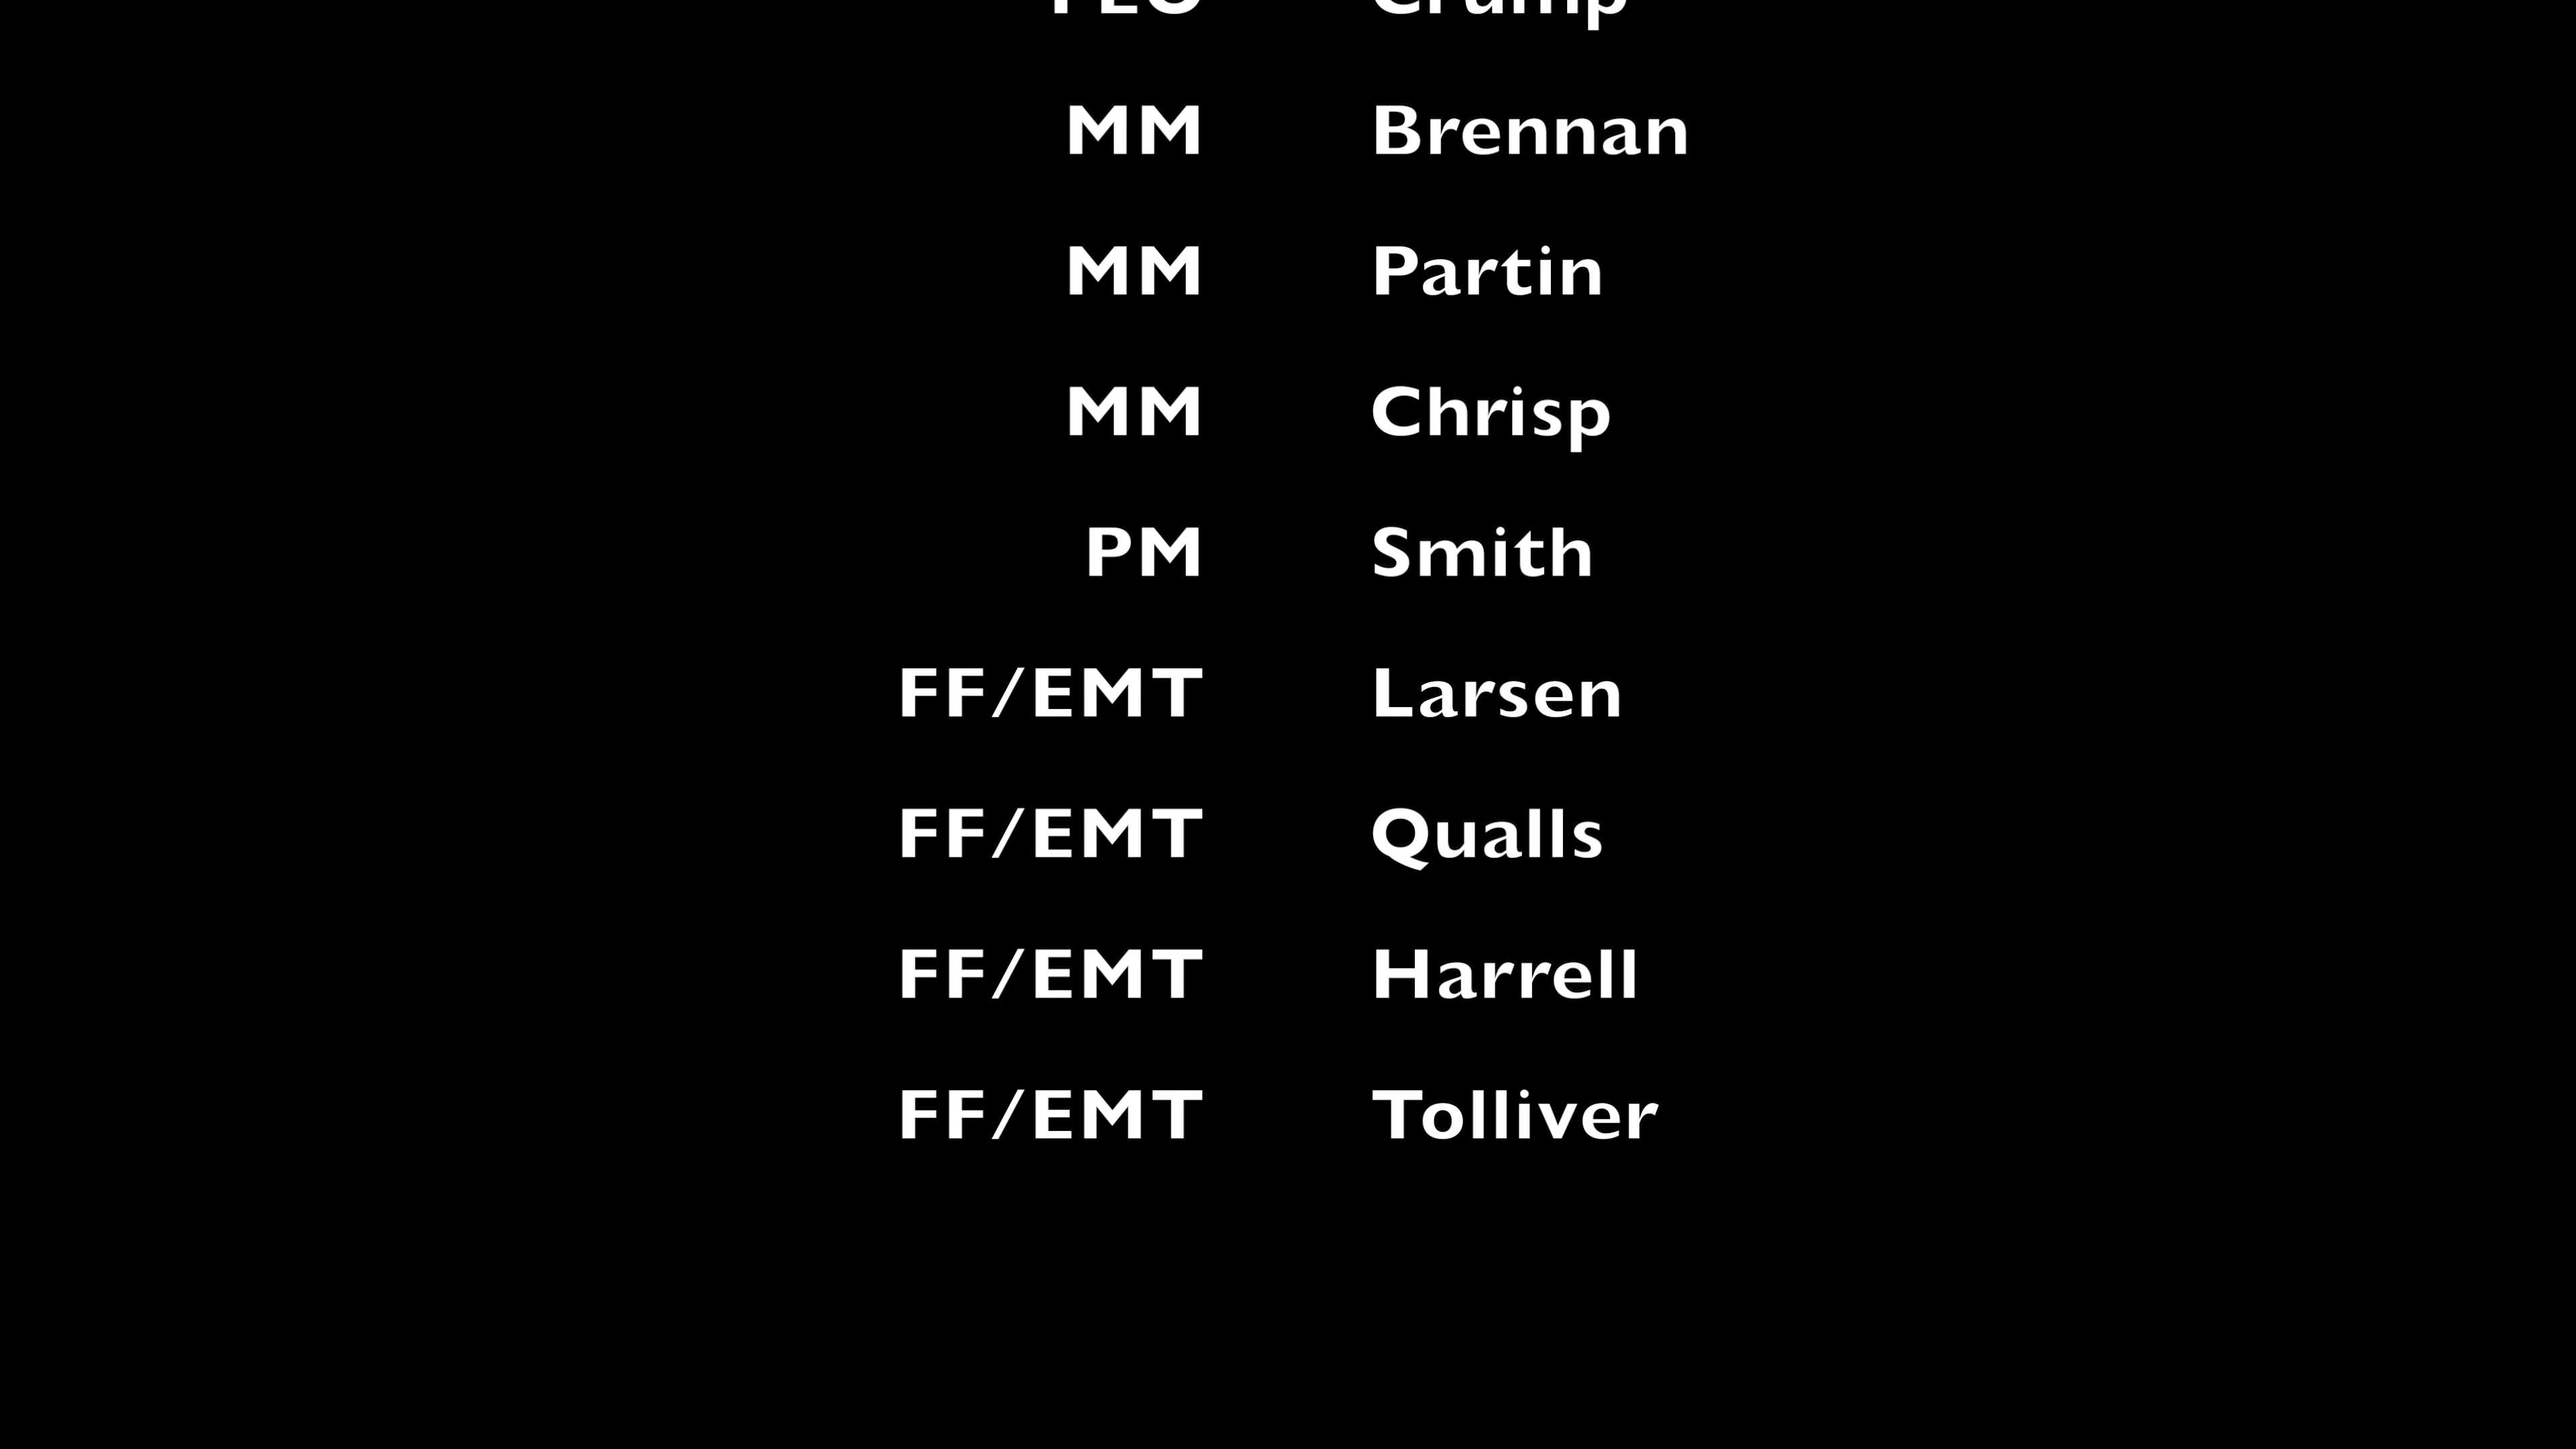 Crump
MM Brennan
MM Partin
MM Chrisp
PM Smith
FF/EMT Larsen
FF/EMT Qualls
FF/EMT Harrell
FF/EMT Tolliver